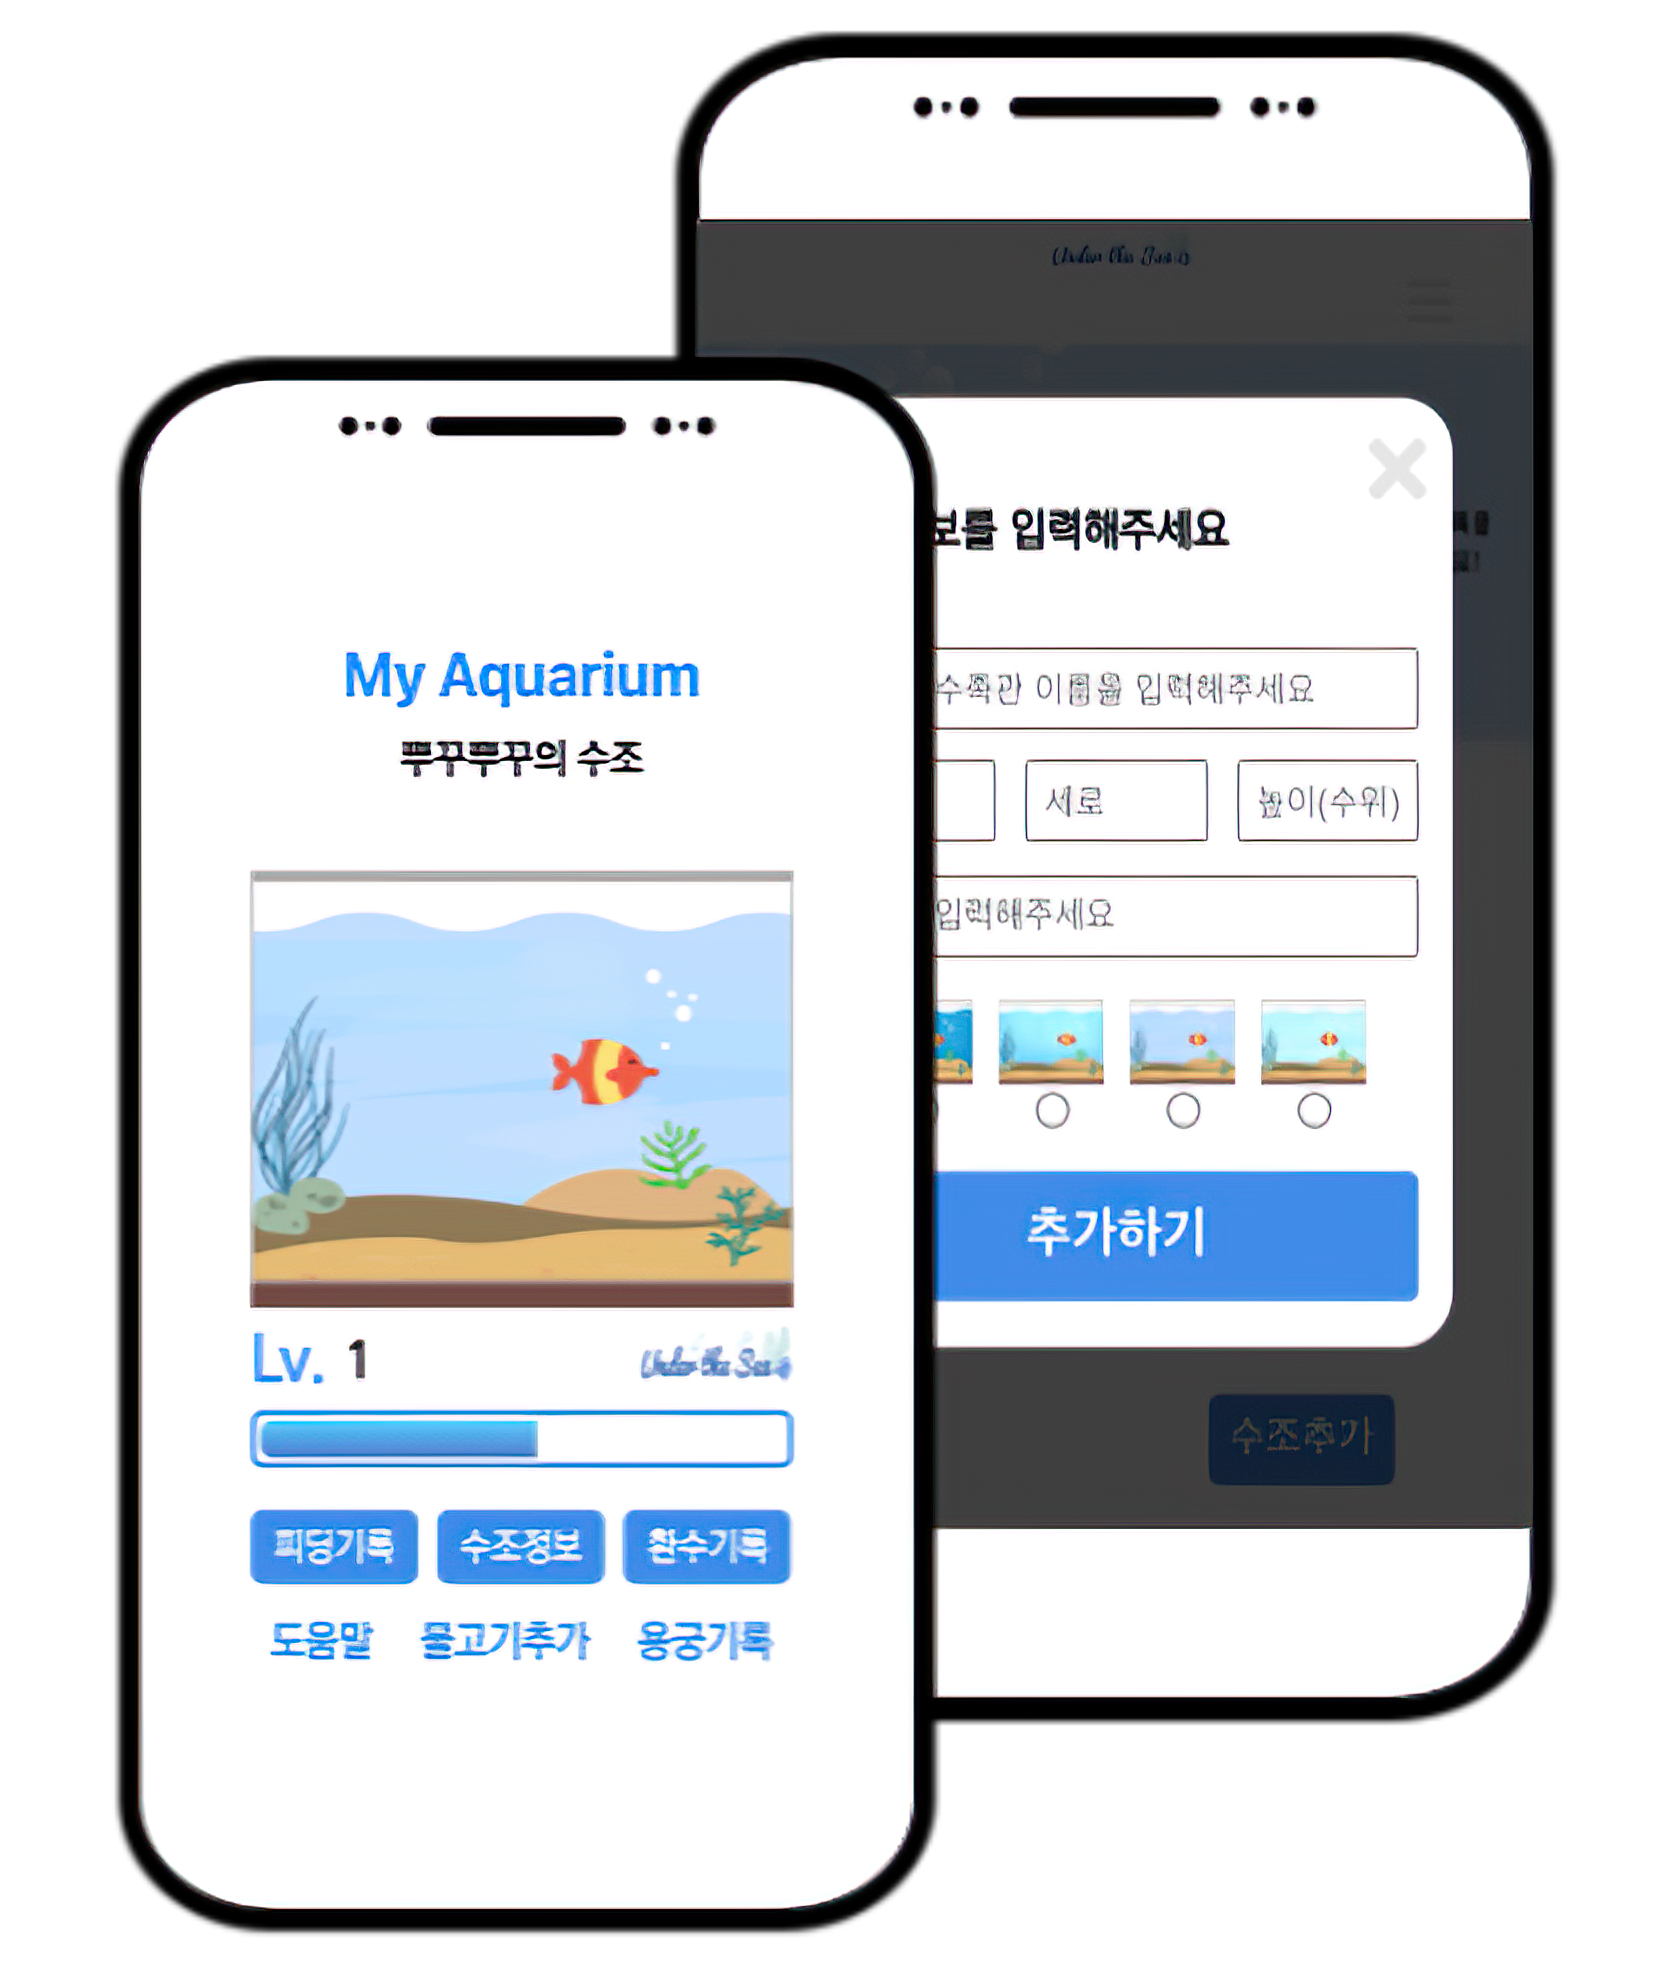 My Aquarium
뿌꾸뿌꾸의 수조
Lv. 1
Under the Sea
피딩기록 수조정보 환수기록
도움말 물고기추가 용궁기록
Under the Sea
보를 입력해주세요
수족관 이름을 입력해주세요
세로 높이(수위)
입력해주세요
추가하기
수조추가